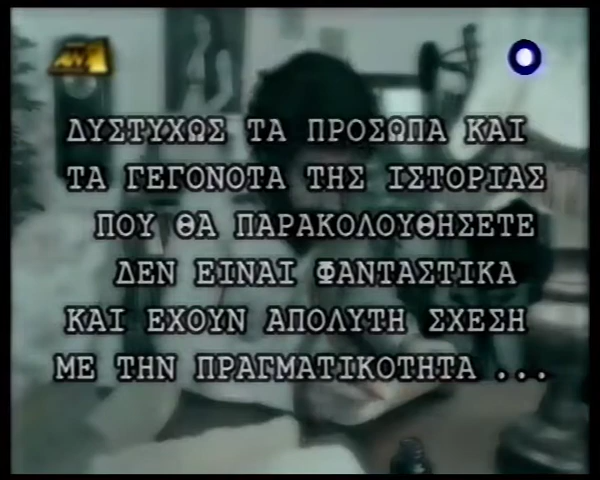 ΑΝΤ1
ΔΥΣΤΥΧΩΣ ΤΑ ΠΡΟΣΩΠΑ ΚΑΙ
ΤΑ ΓΕΓΟΝΟΤΑ ΤΗΣ ΙΣΤΟΡΙΑΣ
ΠΟΥ ΘΑ ΠΑΡΑΚΟΛΟΥΘΗΣΕΤΕ
ΔΕΝ ΕΙΝΑΙ ΦΑΝΤΑΣΤΙΚΑ
ΚΑΙ ΕΧΟΥΝ ΑΠΟΛΥΤΗ ΣΧΕΣΗ
ΜΕ ΤΗΝ ΠΡΑΓΜΑΤΙΚΟΤΗΤΑ ...